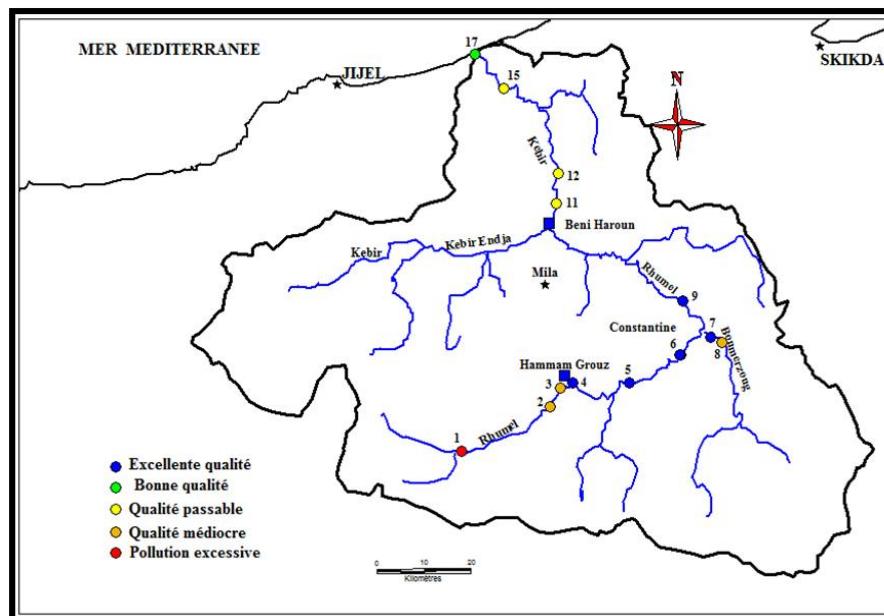 MER MEDITERRANEE
17
JIJEL
SKIKDA
15
N
Kebir
12
11
Beni Haroun
Kebir Endja
Kebir
Mila
Rhumel
9
Constantine
7
Boumerzoug
6
8
Hammam Grouz
3
4
5
2
1
Rhumel
Excellente qualité
Bonne qualité
Qualité passable
Qualité médiocre
Pollution excessive
0
10
20
Kilomètres